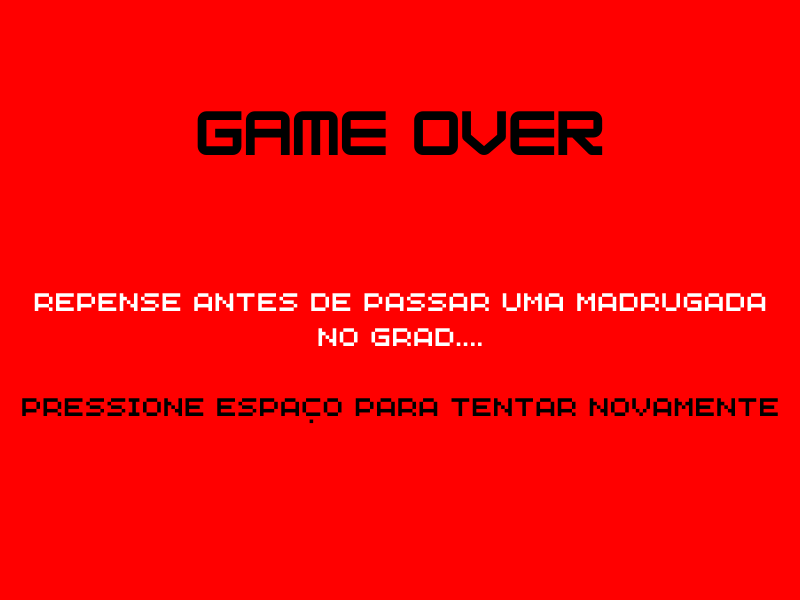 GAME OVER
REPENSE ANTES DE PASSAR UMA MADRUGADA
NO GRAD....
PRESSIONE ESPAÇO PARA TENTAR NOVAMENTE